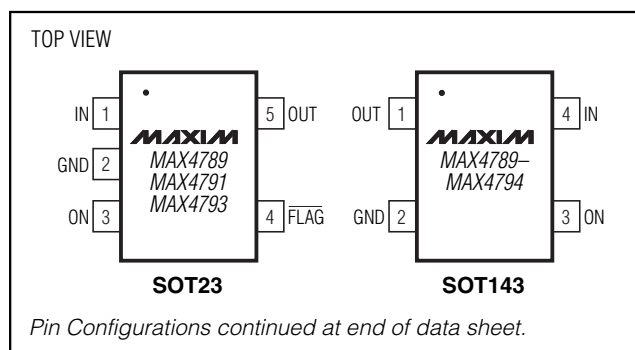 TOP VIEW
IN 1
GND 2
ON 3
5 OUT
4 FLAG
MAXIM
MAX4789
MAX4791
MAX4793
SOT23
OUT 1
GND 2
4 IN
3 ON
MAXIM
MAX4789–
MAX4794
SOT143
Pin Configurations continued at end of data sheet.